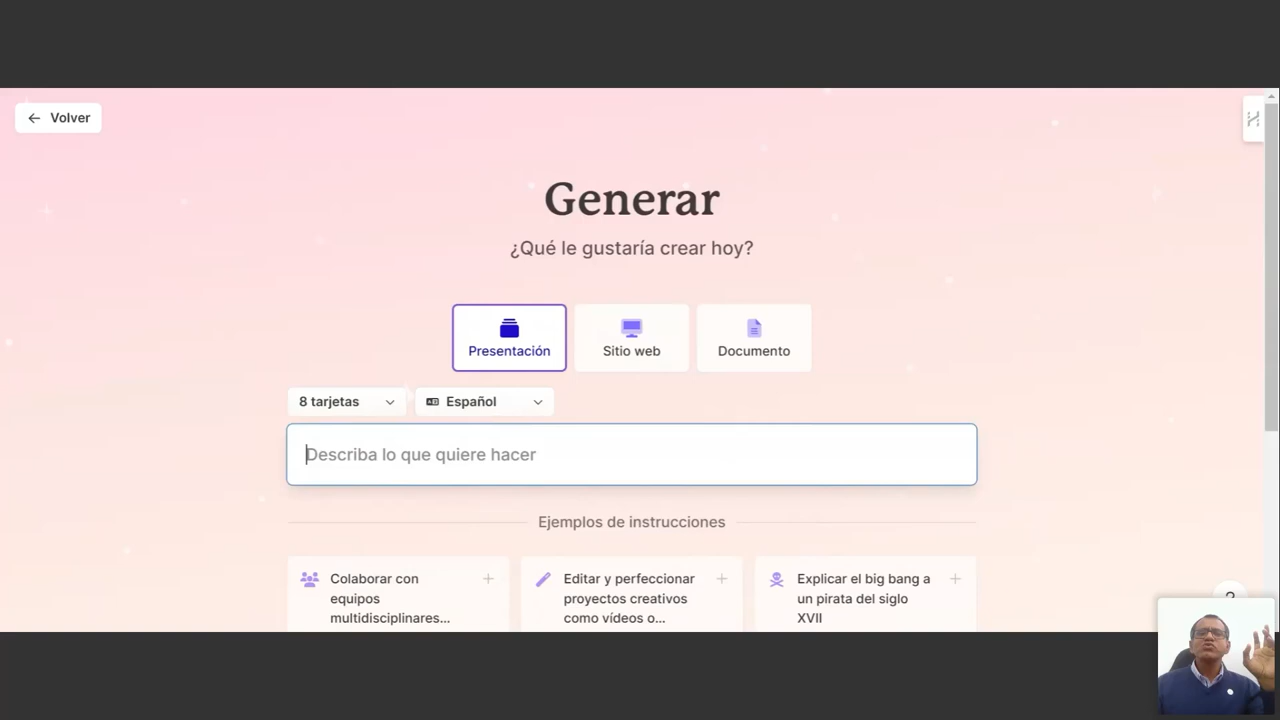 Volver
Generar
¿Qué le gustaría crear hoy?
Presentación
Sitio web
Documento
8 tarjetas
Español
Describa lo que quiere hacer
Ejemplos de instrucciones
Colaborar con
equipos
multidisciplinares...
Editar y perfeccionar
proyectos creativos
como vídeos o...
Explicar el big bang a
un pirata del siglo
XVII